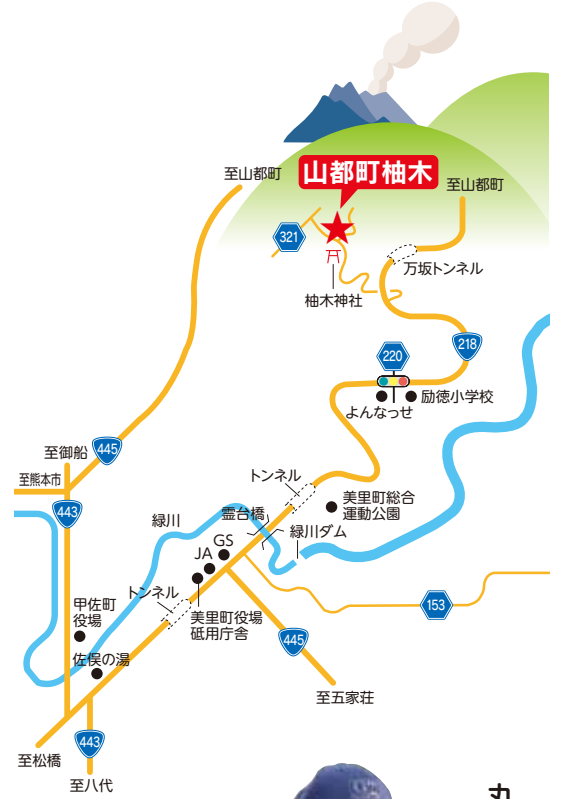 至山都町
山都町柚木
至山都町
321
万坂トンネル
柚木神社
218
220
励徳小学校
よんなっせ
445
至御船
至熊本市
443
トンネル
美里町総合
運動公園
緑川
霊台橋
緑川ダム
GS
JA
153
トンネル
甲佐町
役場
美里町役場
砥用庁舎
445
佐俣の湯
至五家荘
443
至松橋
至八代
丸